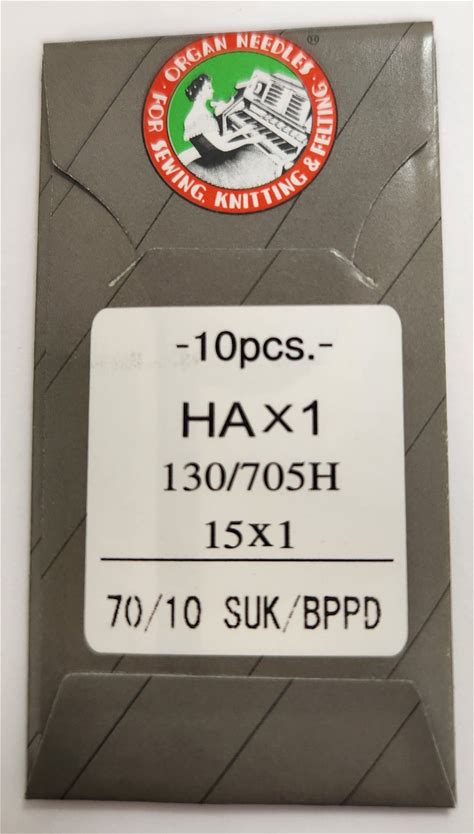 · ORGAN NEEDLES ·
FOR SEWING, KNITTING & FELTING
®
-10pcs.-
HA×1
130/705H
15x1
70/10 SUK/BPPD